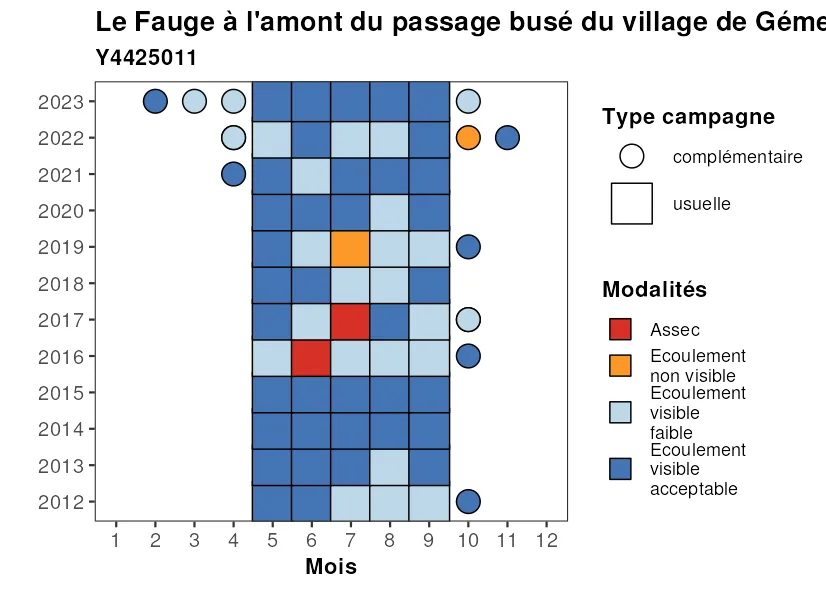 Le Fauge à l'amont du passage busé du village de Géme
Y4425011
2023
2022
2021
2020
2019
2018
2017
2016
2015
2014
2013
2012
1 2 3 4 5 6 7 8 9 10 11 12
Mois
Type campagne
complémentaire
usuelle
Modalités
Assec
Ecoulement
non visible
Ecoulement
visible
faible
Ecoulement
visible
acceptable